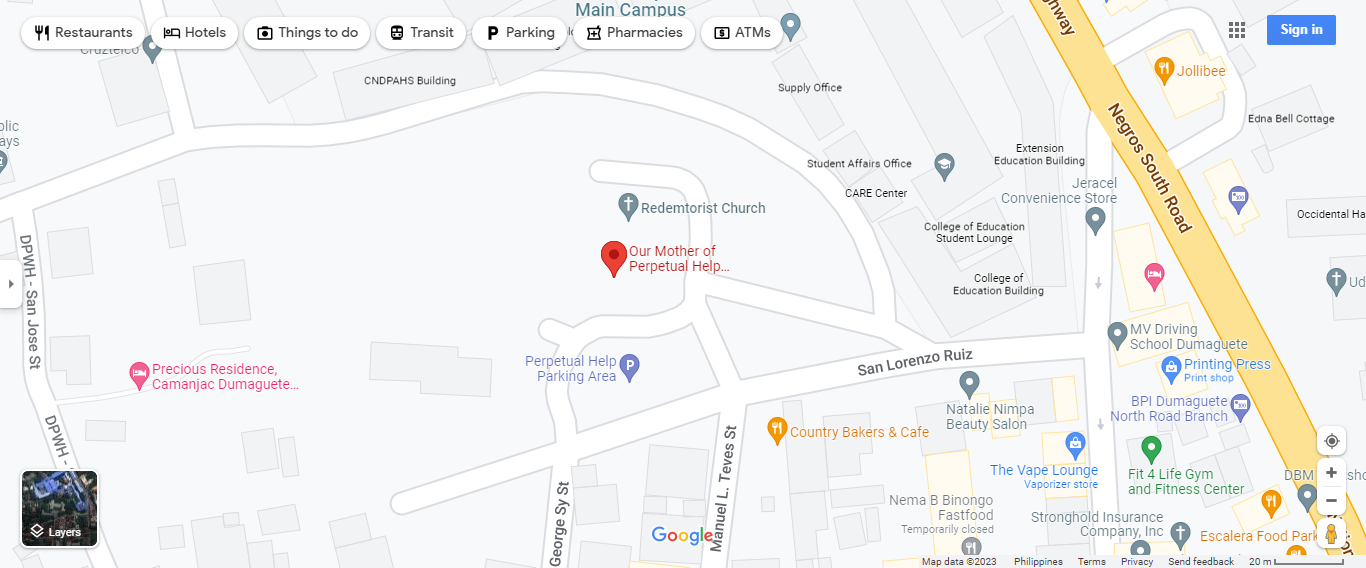 Main Campus
Restaurants
Hotels
Things to do
Transit
Parking
Pharmacies
ATMs
Sign in
Cruztelco
CNDPAHS Building
Supply Office
Jollibee
Edna Bell Cottage
Negros South Road
Student Affairs Office
Extension
Education Building
CARE Center
Jeracel
Convenience Store
Redemtorist Church
College of Education
Student Lounge
Occidental Ha
Our Mother of
Perpetual Help...
College of
Education Building
DPWH - San Jose St
MV Driving
School Dumaguete
San Lorenzo Ruiz
Perpetual Help
Parking Area
Precious Residence,
Camanjac Dumaguete...
Printing Press
Print shop
BPI Dumaguete
North Road Branch
Natalie Nimpa
Beauty Salon
Country Bakers & Cafe
DPWH -
The Vape Lounge
Vaporizer store
Fit 4 Life Gym
and Fitness Center
DBM
Nema B Binongo
Fastfood
Temporarily closed
George Sy St
Manuel L. Teves St
Stronghold Insurance
Company, Inc
Escalera Food Park
Layers
Google
Map data ©2023
Philippines
Terms
Privacy
Send feedback
20 m